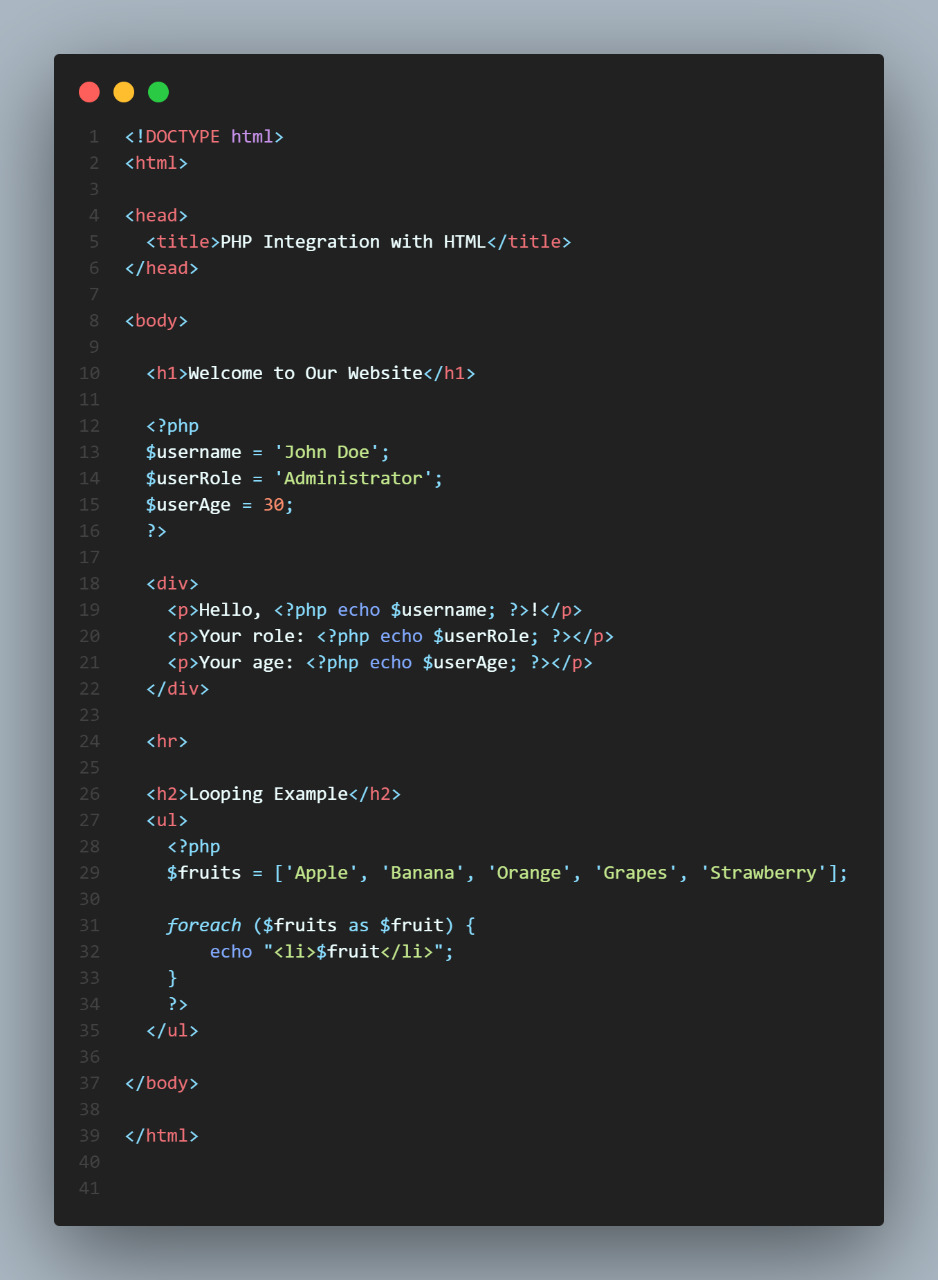 1 <!DOCTYPE html>
2 <html>
3
4 <head>
5   <title>PHP Integration with HTML</title>
6 </head>
7
8 <body>
9
10   <h1>Welcome to Our Website</h1>
11
12   <?php
13   $username = 'John Doe';
14   $userRole = 'Administrator';
15   $userAge = 30;
16   ?>
17
18   <div>
19     <p>Hello, <?php echo $username; ?>!</p>
20     <p>Your role: <?php echo $userRole; ?></p>
21     <p>Your age: <?php echo $userAge; ?></p>
22   </div>
23
24   <hr>
25
26   <h2>Looping Example</h2>
27   <ul>
28     <?php
29     $fruits = ['Apple', 'Banana', 'Orange', 'Grapes', 'Strawberry'];
30
31     foreach ($fruits as $fruit) {
32         echo "<li>$fruit</li>";
33     }
34     ?>
35   </ul>
36
37 </body>
38
39 </html>
40
41